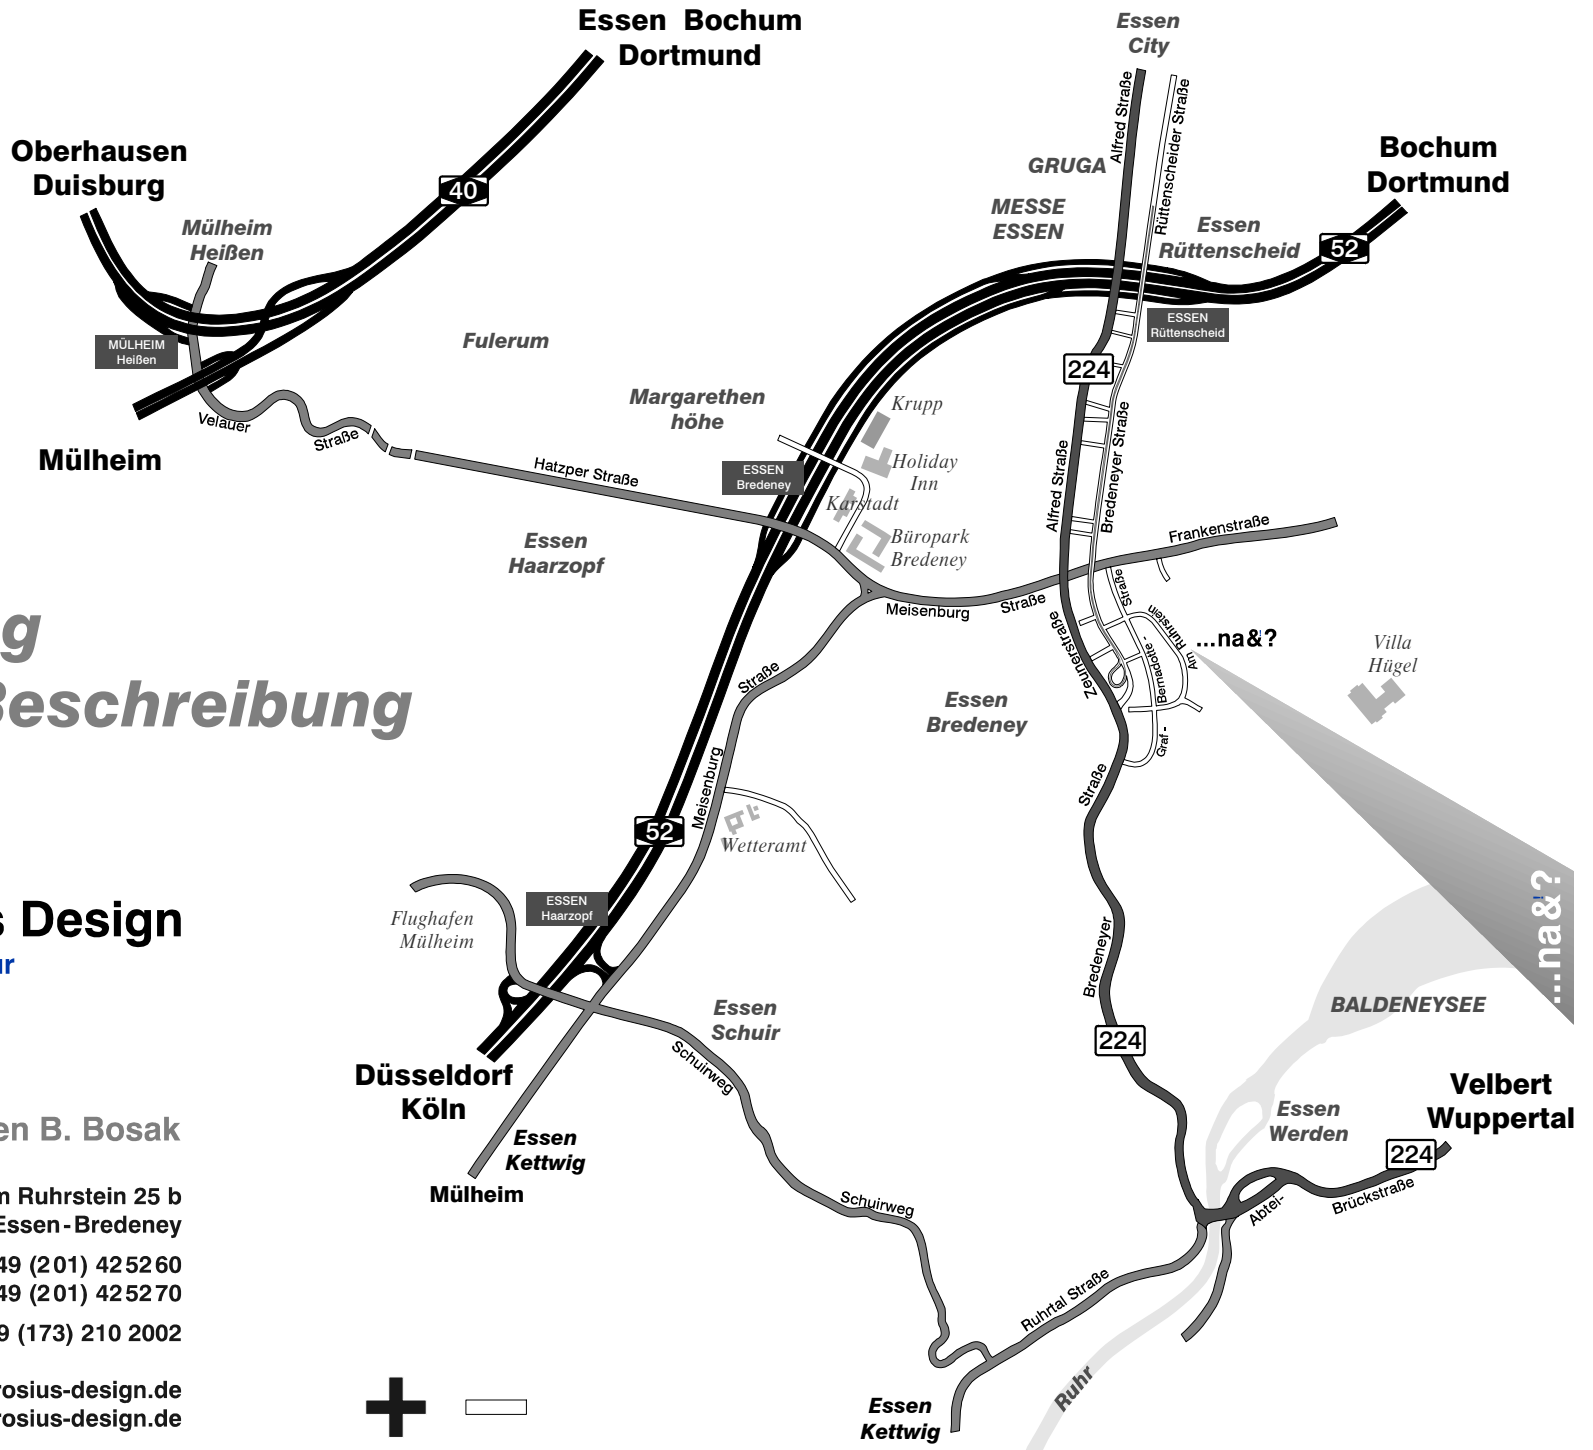 Essen Bochum
Dortmund
Essen
City
Oberhausen
Duisburg
40
Alfred Straße
Rüttenscheider Straße
GRUGA
Bochum
Dortmund
Mülheim
Heißen
MESSE
ESSEN
Essen
Rüttenscheid
52
MÜLHEIM
Heißen
ESSEN
Rüttenscheid
Fulerum
224
Margarethen
höhe
Krupp
Velauer
Straße
Mülheim
Hatzper Straße
ESSEN
Bredeney
Holiday
Inn
Karstadt
Alfred Straße
Bredeneyer Straße
Büropark
Bredeney
Frankenstraße
Essen
Haarzopf
Meisenburg
Straße
Straße
Am Ruhrstein
Zeunerstraße
Bernadotte -
Graf -
...na&?
Villa
Hügel
g
Beschreibung
Straße
Essen
Bredeney
Meisenburg
Straße
52
Wetteramt
ESSEN
Haarzopf
Flughafen
Mülheim
s Design
ur
Bredeneyer
...na&?
Essen
Schuir
BALDENEYSEE
Schuirweg
224
Düsseldorf
Köln
Velbert
Wuppertal
Essen
Werden
en B. Bosak
Essen
Kettwig
Mülheim
224
Abtei-
Brückstraße
m Ruhrstein 25 b
Essen-Bredeney
Schuirweg
49 (201) 425260
49 (201) 425270
9 (173) 210 2002
Ruhrtal Straße
rosius-design.de
rosius-design.de
Ruhr
Essen
Kettwig